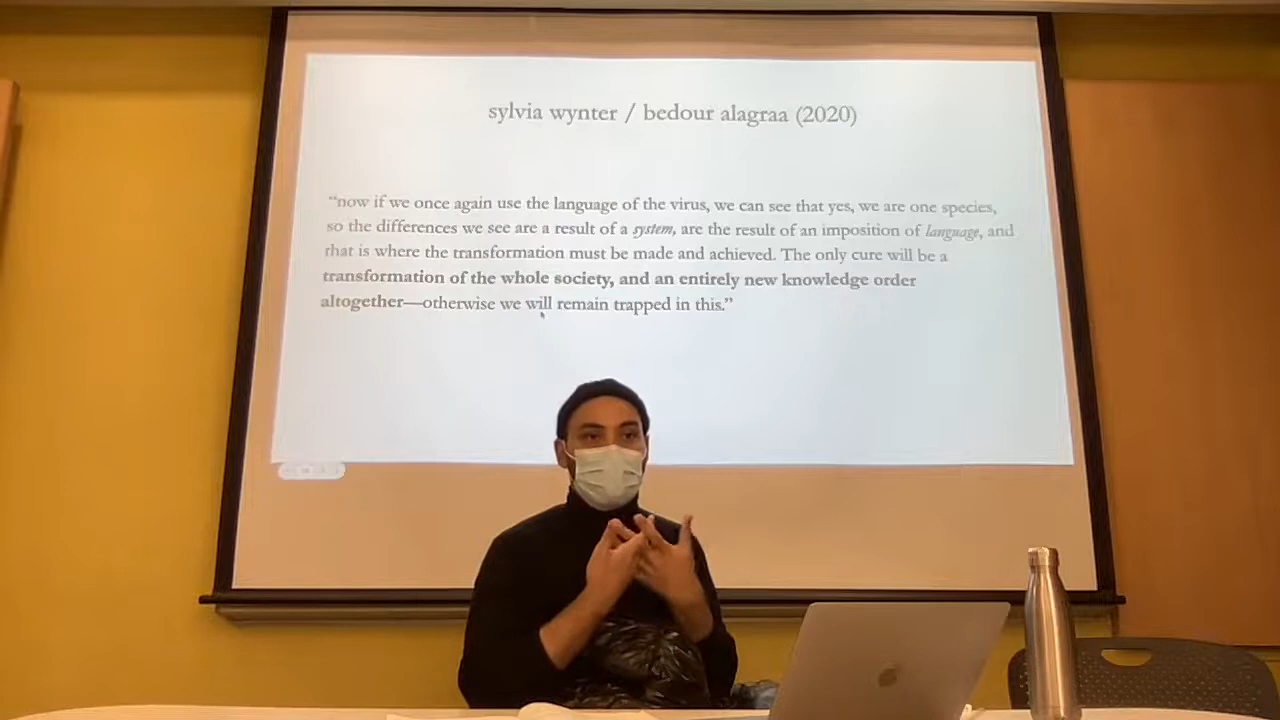 sylvia wynter / bedour alagraa (2020)
“now if we once again use the language of the virus, we can see that yes, we are one species,
so the differences we see are a result of a system, are the result of an imposition of language, and
that is where the transformation must be made and achieved. The only cure will be a
transformation of the whole society, and an entirely new knowledge order
altogether—otherwise we will remain trapped in this.”